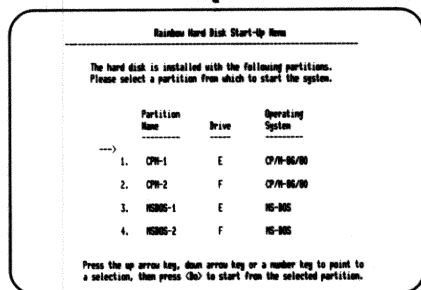 Rainbow Hard Disk Start-Up Menu
The hard disk is installed with the following partitions.
Please select a partition from which to start the system.
Partition Name Drive Operating System
--->
1. CPM-1 E CP/M-86/80
2. CPM-2 F CP/M-86/80
3. MSDOS-1 E MS-DOS
4. MSDOS-2 F MS-DOS
Press the up arrow key, down arrow key or a number key to point to
a selection, then press <Do> to start from the selected partition.